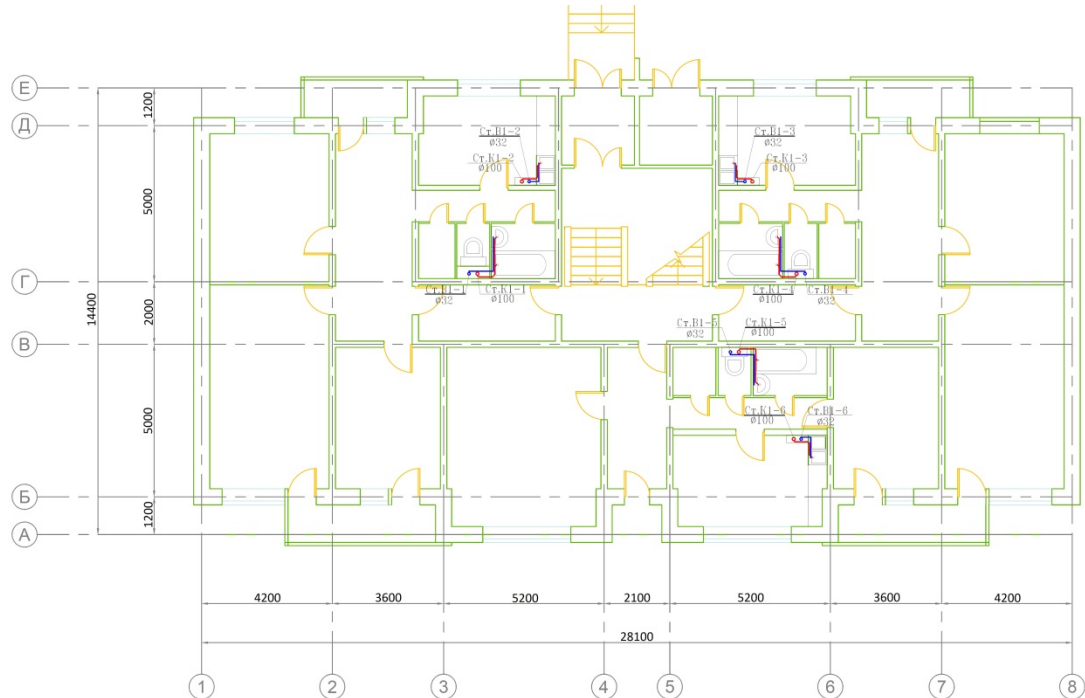 Е
Д
Г
В
Б
А
1200
5000
2000
5000
1200
14400
Ст.В1-2
ø32
Ст.К1-2
ø100
Ст.В1-3
ø32
Ст.К1-3
ø100
Ст.В1-1
ø32
Ст.К1-1
ø100
Ст.К1-4
ø100
Ст.В1-4
ø32
Ст.В1-5
ø32
Ст.К1-5
ø100
Ст.К1-6
ø100
Ст.В1-6
ø32
4200
3600
5200
2100
5200
3600
4200
28100
1
2
3
4
5
6
7
8